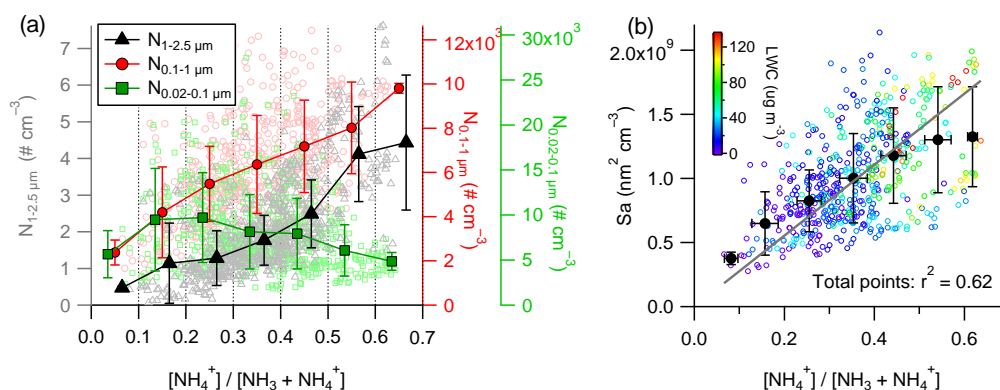 (a)
N1-2.5 μm
N0.1-1 μm
N0.02-0.1 μm
N1-2.5 μm (# cm⁻³)
7
6
5
4
3
2
1
0
12x10³
10
8
6
4
2
0
N0.1-1 μm (# cm⁻³)
30x10³
25
20
15
10
5
0
N0.02-0.1 μm (# cm⁻³)
0.0 0.1 0.2 0.3 0.4 0.5 0.6 0.7
[NH₄⁺] / [NH₃ + NH₄⁺]
(b)
Sa (nm² cm⁻³)
2.0x10⁹
1.5
1.0
0.5
0.0
120
80
40
0
LWC (ug m⁻³)
Total points: r² = 0.62
0.0 0.2 0.4 0.6
[NH₄⁺] / [NH₃ + NH₄⁺]